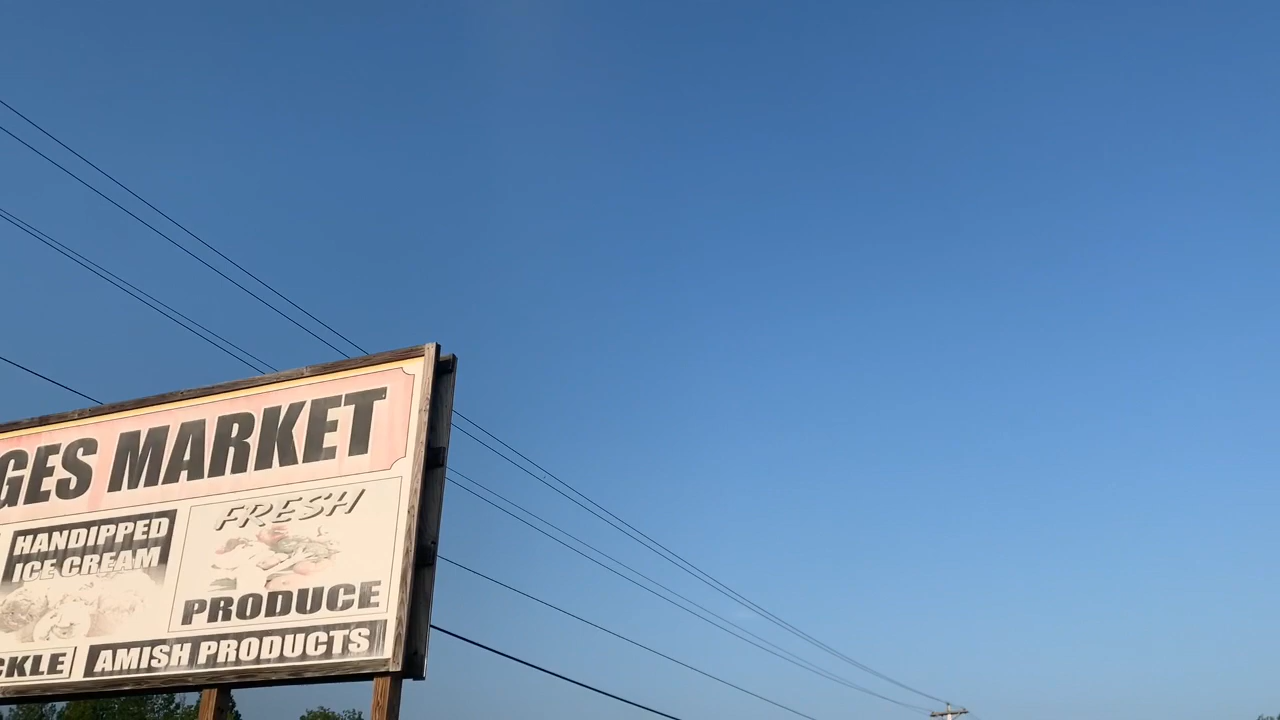 GES MARKET
HANDIPPED
ICE CREAM
FRESH
PRODUCE
CKLE
AMISH PRODUCTS